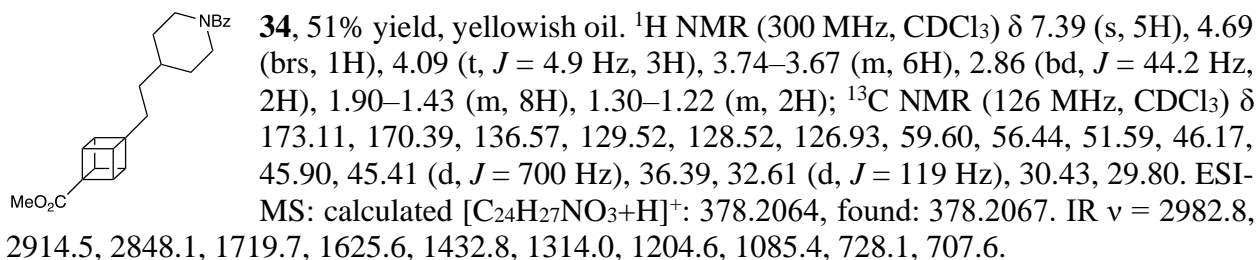 NBz
MeO₂C
34, 51% yield, yellowish oil. ¹H NMR (300 MHz, CDCl₃) δ 7.39 (s, 5H), 4.69
(brs, 1H), 4.09 (t, J = 4.9 Hz, 3H), 3.74–3.67 (m, 6H), 2.86 (bd, J = 44.2 Hz,
2H), 1.90–1.43 (m, 8H), 1.30–1.22 (m, 2H); ¹³C NMR (126 MHz, CDCl₃) δ
173.11, 170.39, 136.57, 129.52, 128.52, 126.93, 59.60, 56.44, 51.59, 46.17,
45.90, 45.41 (d, J = 700 Hz), 36.39, 32.61 (d, J = 119 Hz), 30.43, 29.80. ESI-
MS: calculated [C₂₄H₂₇NO₃+H]⁺: 378.2064, found: 378.2067. IR ν = 2982.8,
2914.5, 2848.1, 1719.7, 1625.6, 1432.8, 1314.0, 1204.6, 1085.4, 728.1, 707.6.